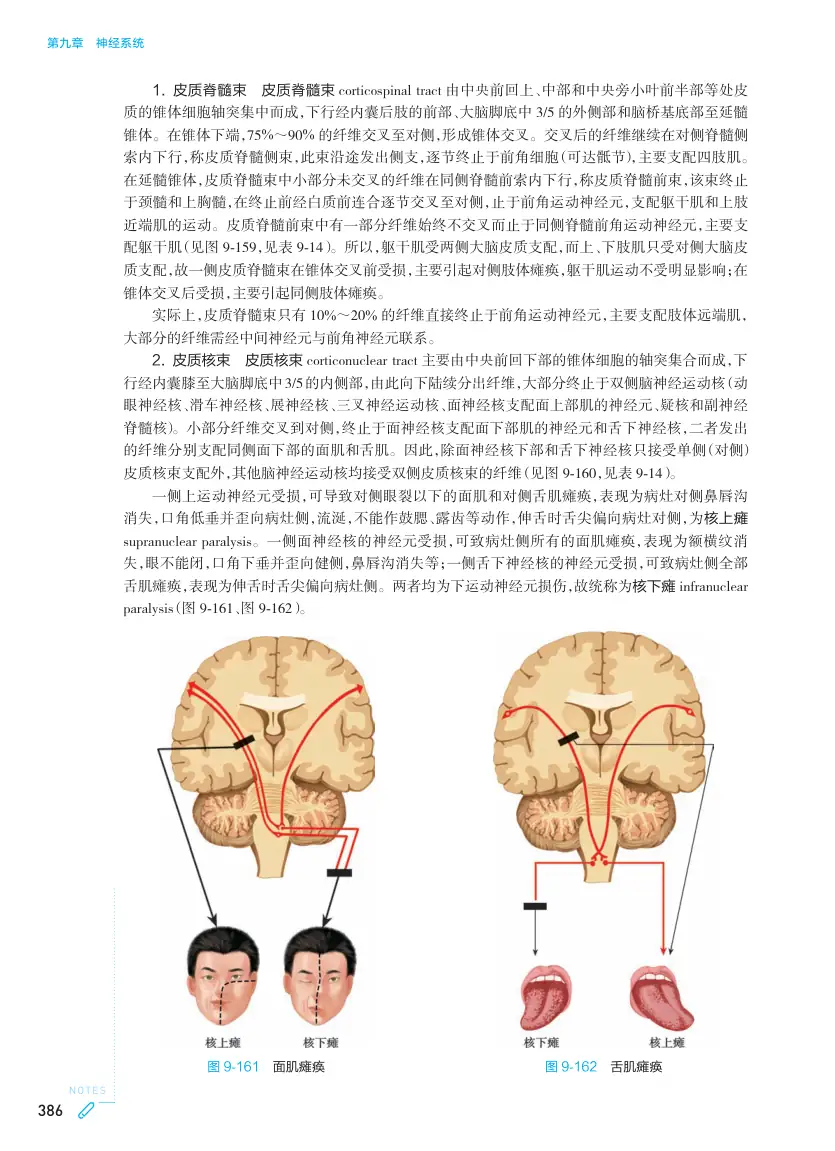 第九章 神经系统
1. 皮质脊髓束 皮质脊髓束 corticospinal tract 由中央前回上、中部和中央旁小叶前半部等处皮
质的锥体细胞轴突集中而成，下行经内囊后肢的前部、大脑脚底中 3/5 的外侧部和脑桥基底部至延髓
锥体。在锥体下端，75%～90% 的纤维交叉至对侧，形成锥体交叉。交叉后的纤维继续在对侧脊髓侧
索内下行，称皮质脊髓侧束，此束沿途发出侧支，逐节终止于前角细胞（可达骶节），主要支配四肢肌。
在延髓锥体，皮质脊髓束中小部分未交叉的纤维在同侧脊髓前索内下行，称皮质脊髓前束，该束终止
于颈髓和上胸髓，在终止前经白质前连合逐节交叉至对侧，止于前角运动神经元，支配躯干肌和上肢
近端肌的运动。皮质脊髓前束中有一部分纤维始终不交叉而止于同侧脊髓前角运动神经元，主要支
配躯干肌（见图 9-159，见表 9-14）。所以，躯干肌受两侧大脑皮质支配，而上、下肢肌只受对侧大脑皮
质支配，故一侧皮质脊髓束在锥体交叉前受损，主要引起对侧肢体瘫痪，躯干肌运动不受明显影响；在
锥体交叉后受损，主要引起同侧肢体瘫痪。
实际上，皮质脊髓束只有 10%～20% 的纤维直接终止于前角运动神经元，主要支配肢体远端肌，
大部分的纤维需经中间神经元与前角神经元联系。
2. 皮质核束 皮质核束 corticonuclear tract 主要由中央前回下部的锥体细胞的轴突集合而成，下
行经内囊膝至大脑脚底中 3/5 的内侧部，由此向下陆续分出纤维，大部分终止于双侧脑神经运动核（动
眼神经核、滑车神经核、展神经核、三叉神经运动核、面神经核支配面上部肌的神经元、疑核和副神经
脊髓核）。小部分纤维交叉到对侧，终止于面神经核支配面下部肌的神经元和舌下神经核，二者发出
的纤维分别支配同侧面下部的面肌和舌肌。因此，除面神经核下部和舌下神经核只接受单侧（对侧）
皮质核束支配外，其他脑神经运动核均接受双侧皮质核束的纤维（见图 9-160，见表 9-14）。
一侧上运动神经元受损，可导致对侧眼裂以下的面肌和对侧舌肌瘫痪，表现为病灶对侧鼻唇沟
消失，口角低垂并歪向病灶侧，流涎，不能作鼓腮、露齿等动作，伸舌时舌尖偏向病灶对侧，为核上瘫
supranuclear paralysis。一侧面神经核的神经元受损，可致病灶侧所有的面肌瘫痪，表现为额横纹消
失，眼不能闭，口角下垂并歪向健侧，鼻唇沟消失等；一侧舌下神经核的神经元受损，可致病灶侧全部
舌肌瘫痪，表现为伸舌时舌尖偏向病灶侧。两者均为下运动神经元损伤，故统称为核下瘫 infranuclear
paralysis（图 9-161、图 9-162）。
核上瘫 核下瘫
图 9-161 面肌瘫痪
核下瘫 核上瘫
图 9-162 舌肌瘫痪
NOTES
386